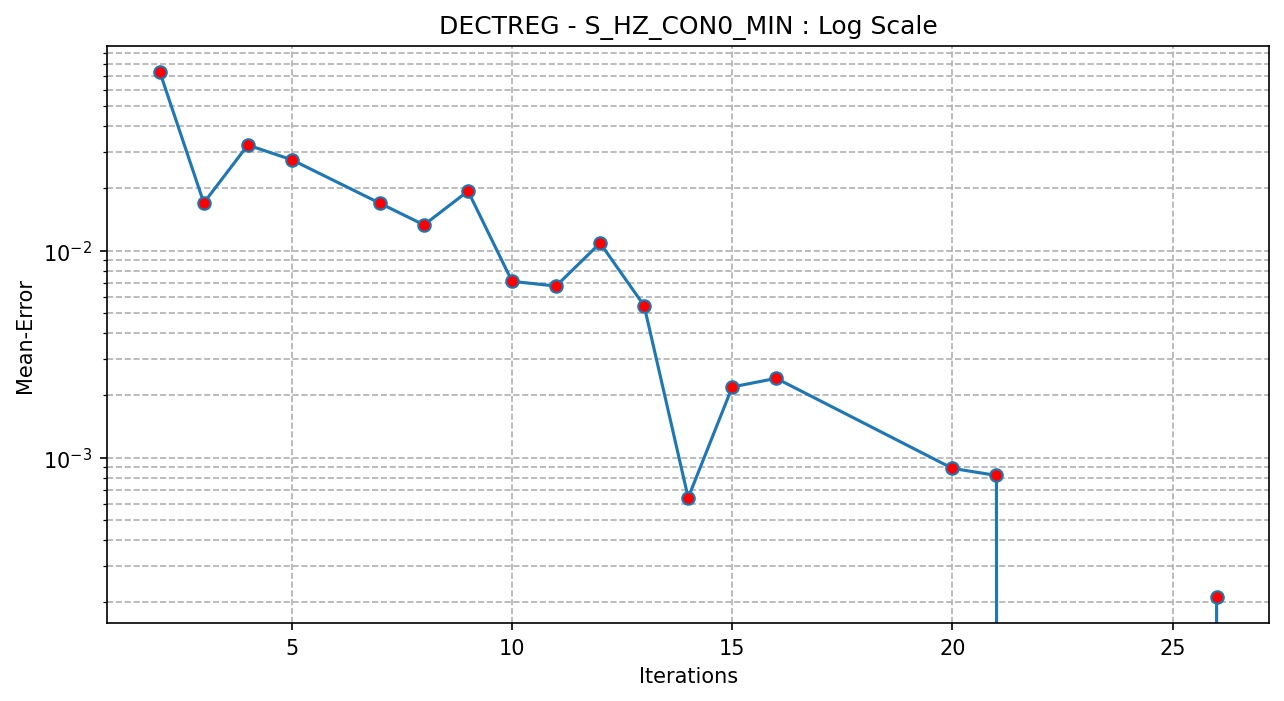 DECTREG - S_HZ_CON0_MIN : Log Scale
Mean-Error
10⁻²
10⁻³
5 10 15 20 25
Iterations